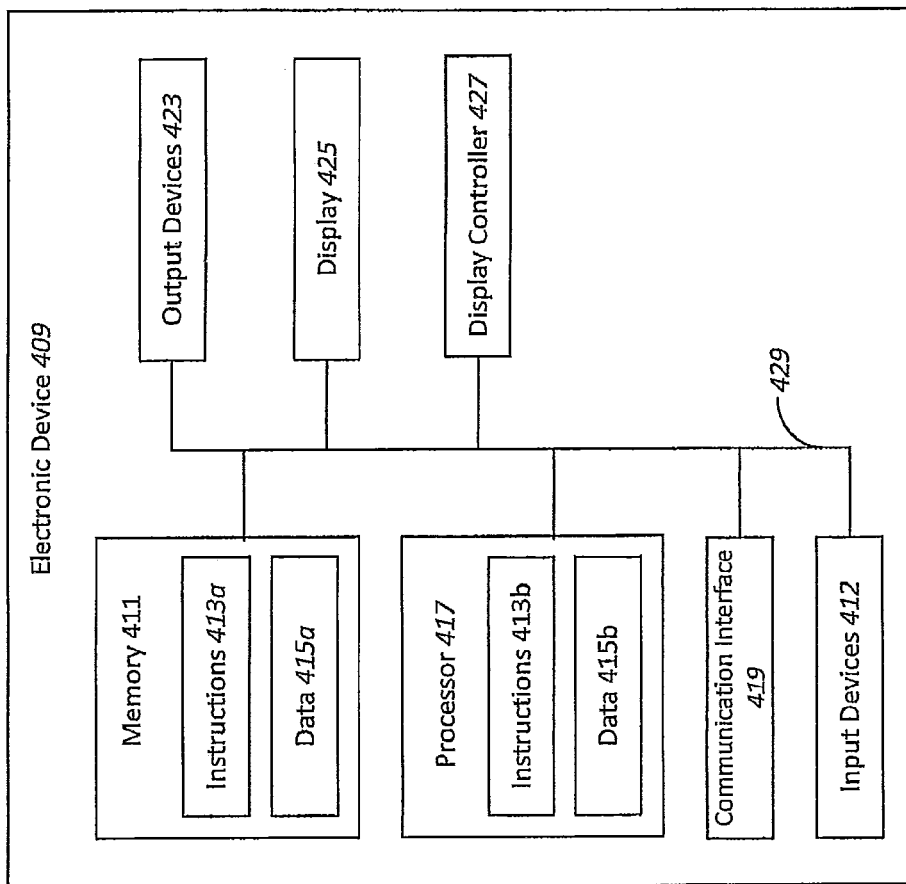 Electronic Device 409
Memory 411
Instructions 413a
Data 415a
Processor 417
Instructions 413b
Data 415b
Communication Interface
419
Input Devices 412
Output Devices 423
Display 425
Display Controller 427
429